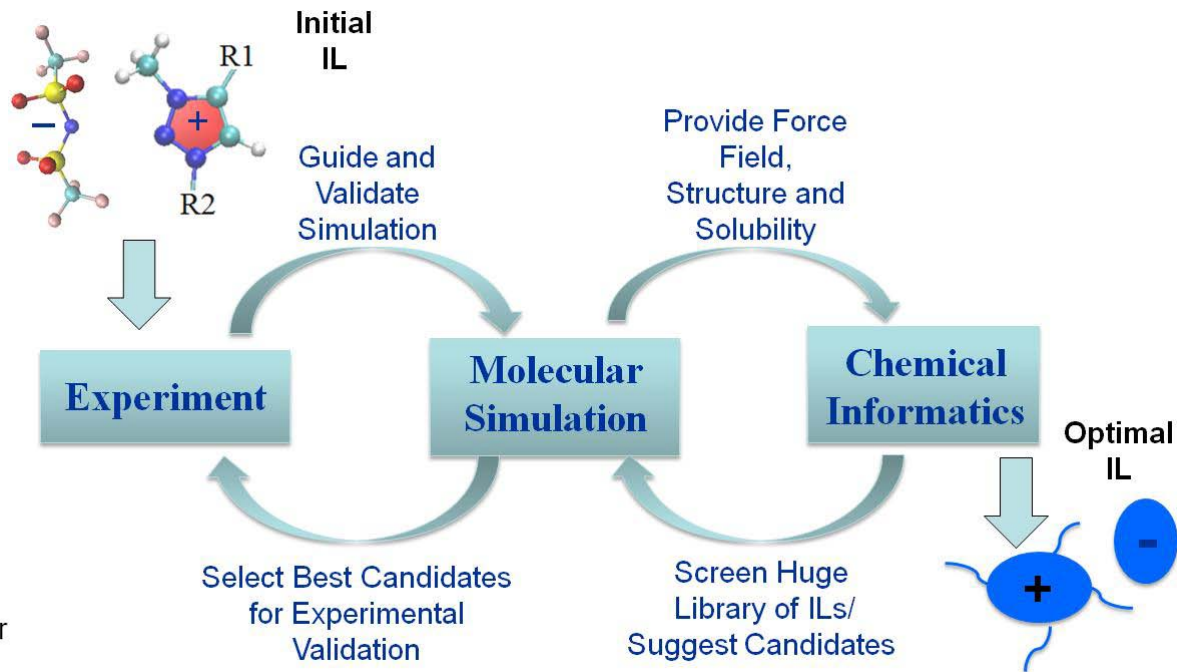 Initial
IL
R1
−
+
R2
Guide and
Validate
Simulation
Provide Force
Field,
Structure and
Solubility
Experiment
Molecular
Simulation
Chemical
Informatics
Optimal
IL
-
+
Select Best Candidates
for Experimental
Validation
Screen Huge
Library of ILs/
Suggest Candidates
r